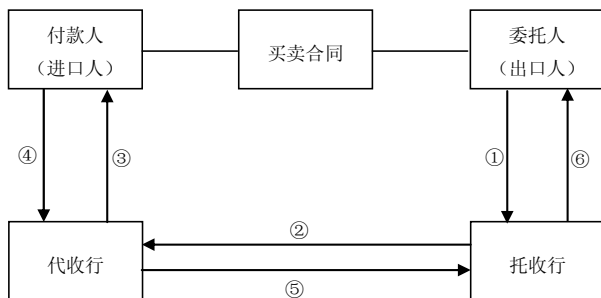 付款人
（进口人）
买卖合同
委托人
（出口人）
④
③
①
⑥
②
代收行
托收行
⑤